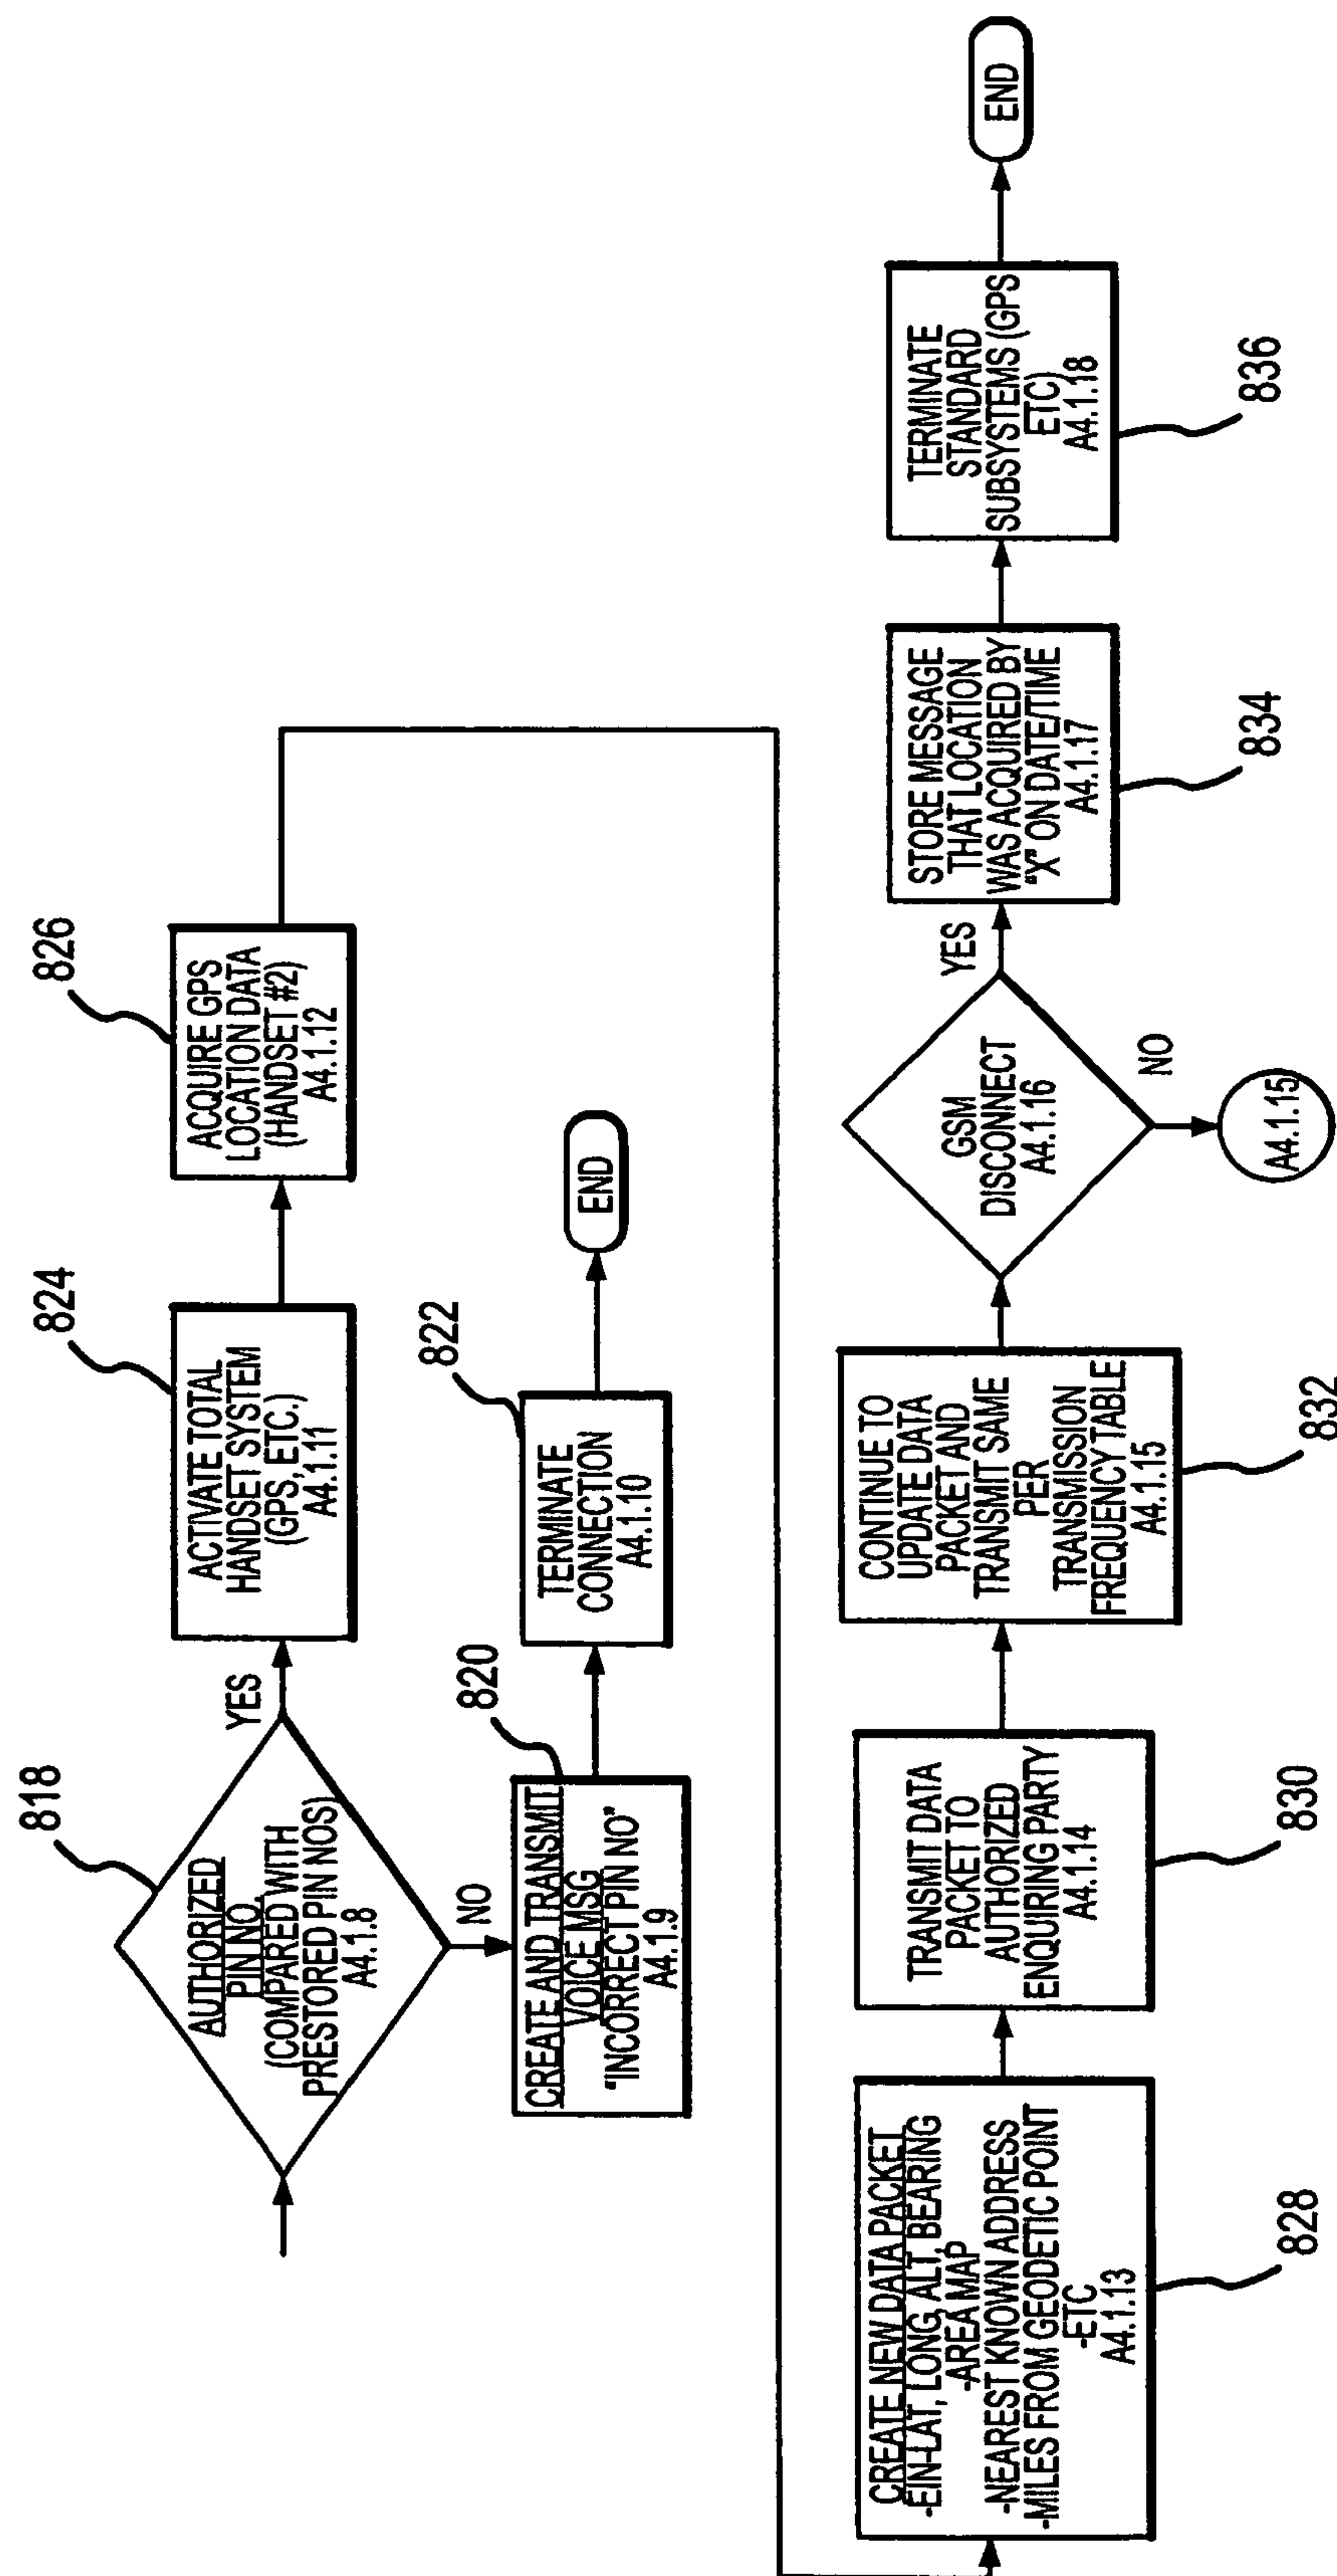 818
AUTHORIZED
PIN NO.
(COMPARED WITH
PRESTORED PIN NOS)
A4.1.8
YES
NO
824
ACTIVATE TOTAL
HANDSET SYSTEM
(GPS, ETC.)
A4.1.11
826
ACQUIRE GPS
LOCATION DATA
(HANDSET #2)
A4.1.12
820
CREATE AND TRANSMIT
VOICE MSG
"INCORRECT PIN NO"
A4.1.9
822
TERMINATE
CONNECTION
A4.1.10
END
CREATE NEW DATA PACKET
-EIN-LAT, LONG, ALT, BEARING
-AREA MAP
-NEAREST KNOWN ADDRESS
-MILES FROM GEODETIC POINT
-ETC
A4.1.13
828
TRANSMIT DATA
PACKET TO
AUTHORIZED
ENQUIRING PARTY
A4.1.14
830
CONTINUE TO
UPDATE DATA
PACKET AND
TRANSMIT SAME
PER
TRANSMISSION
FREQUENCY TABLE
A4.1.15
832
GSM
DISCONNECT
A4.1.16
YES
NO
A4.1.15
STORE MESSAGE
THAT LOCATION
WAS ACQUIRED BY
"X" ON DATE/TIME
A4.1.17
834
TERMINATE
STANDARD
SUBSYSTEMS (GPS
ETC)
A4.1.18
836
END